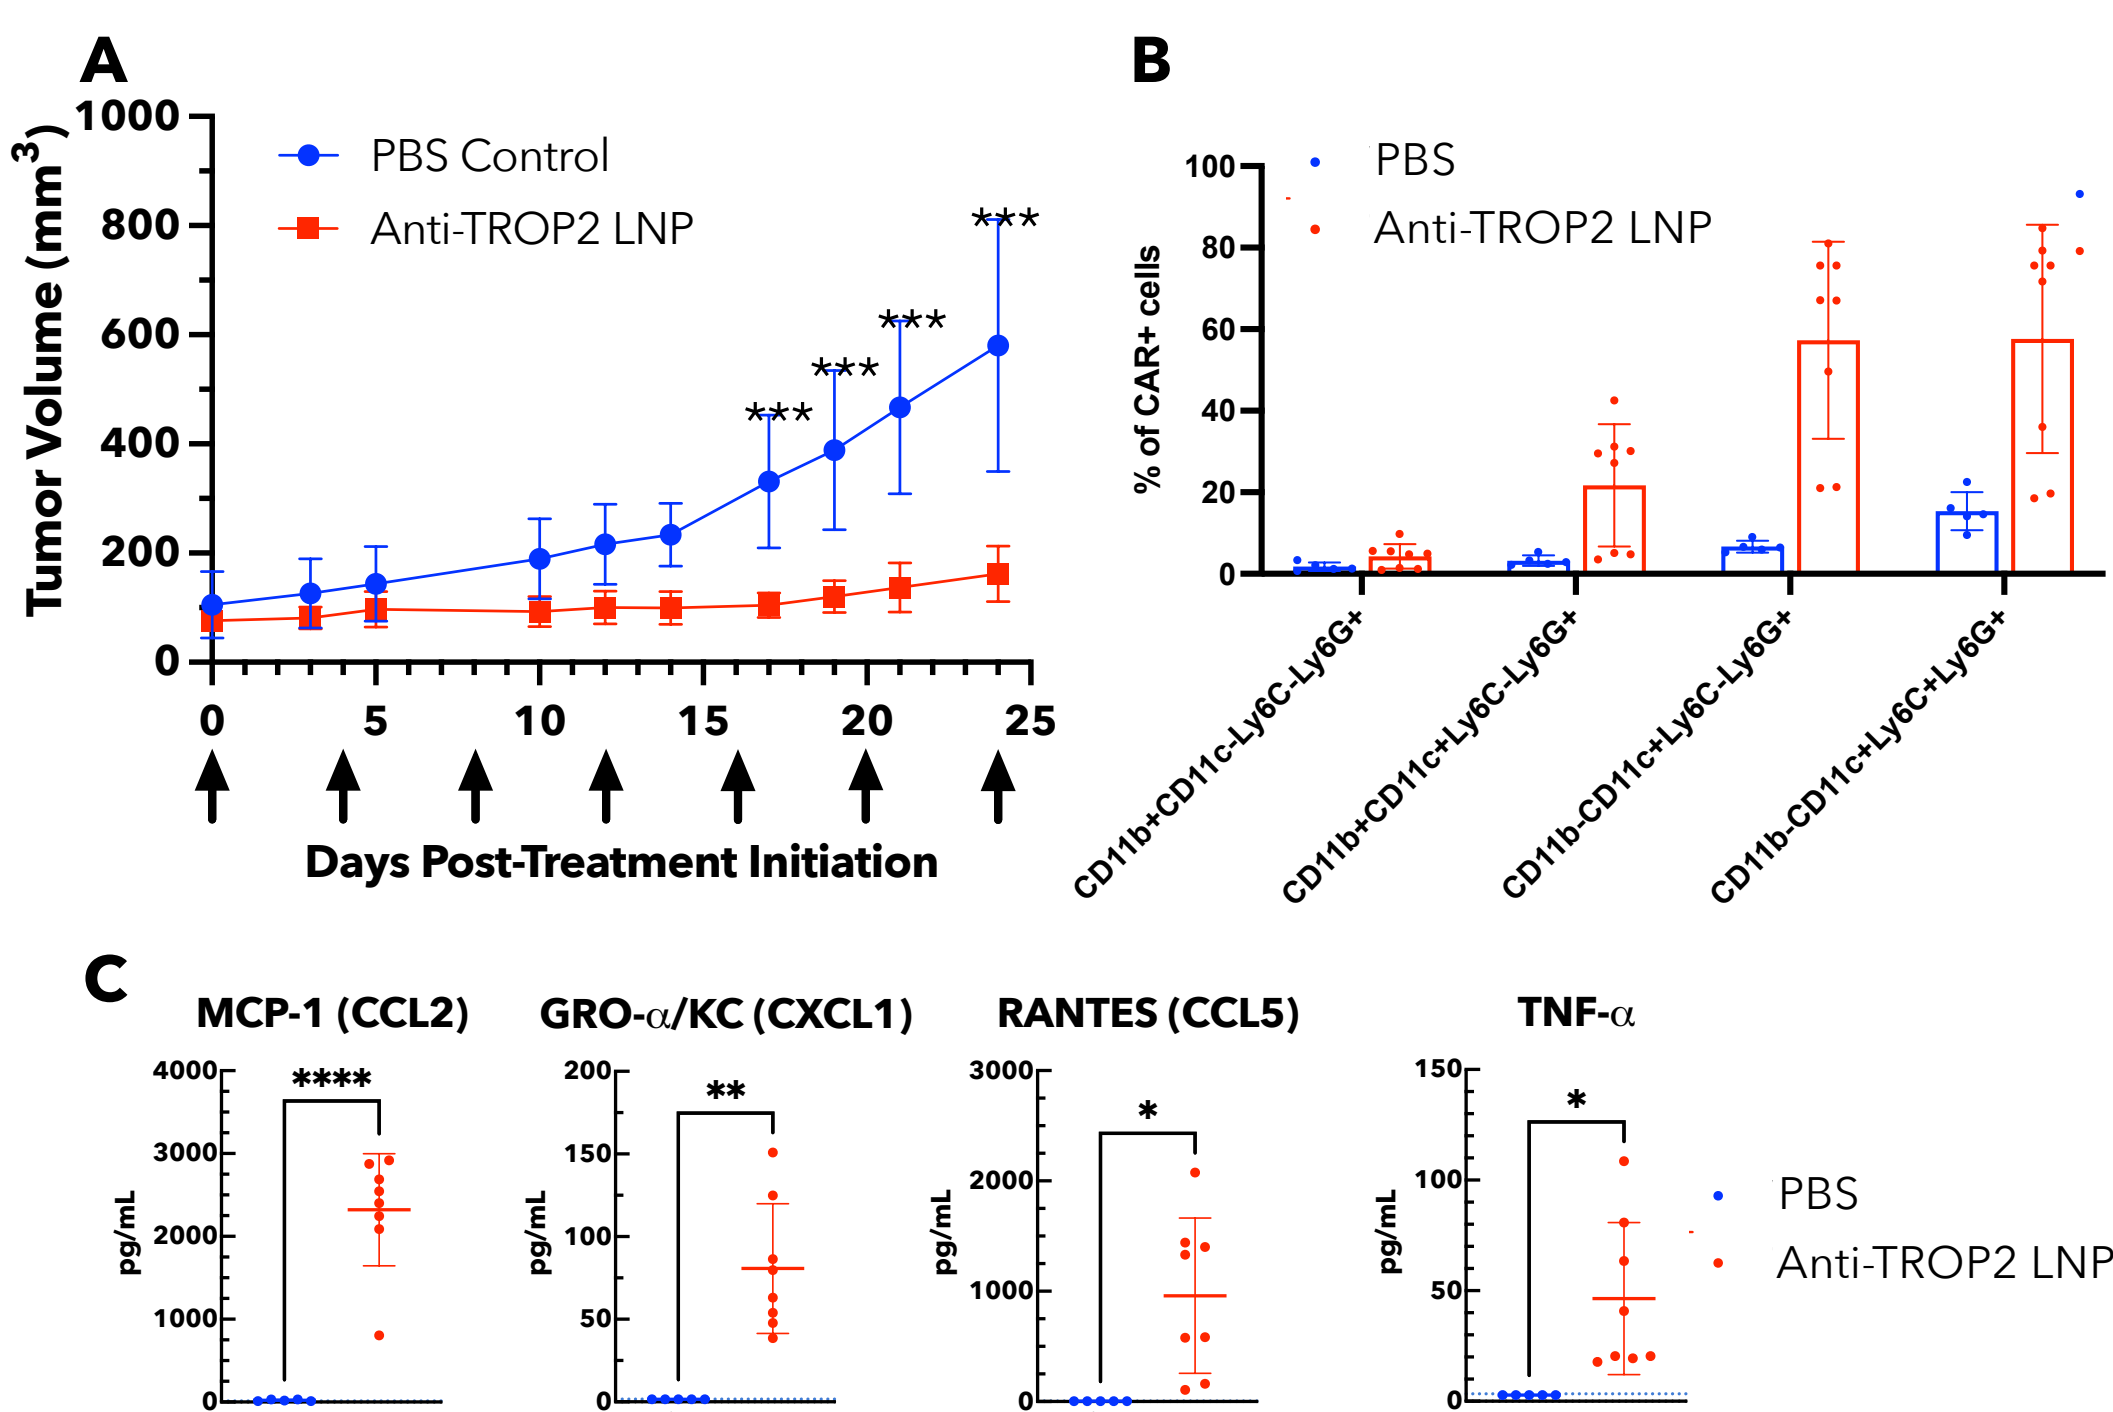 A
Tumor Volume (mm3)
1000
800
600
400
200
0
PBS Control
Anti-TROP2 LNP
***
***
***
***
0 5 10 15 20 25
Days Post-Treatment Initiation
B
% of CAR+ cells
100
80
60
40
20
0
PBS
Anti-TROP2 LNP
CD11b+CD11c-Ly6C-Ly6G+
CD11b+CD11c+Ly6C-Ly6G+
CD11b-CD11c+Ly6C-Ly6G+
CD11b-CD11c+Ly6C+Ly6G+
C
MCP-1 (CCL2)
pg/mL
4000
3000
2000
1000
0
****
GRO-α/KC (CXCL1)
pg/mL
200
150
100
50
0
**
RANTES (CCL5)
pg/mL
3000
2000
1000
0
*
TNF-α
pg/mL
150
100
50
0
*
PBS
Anti-TROP2 LNP